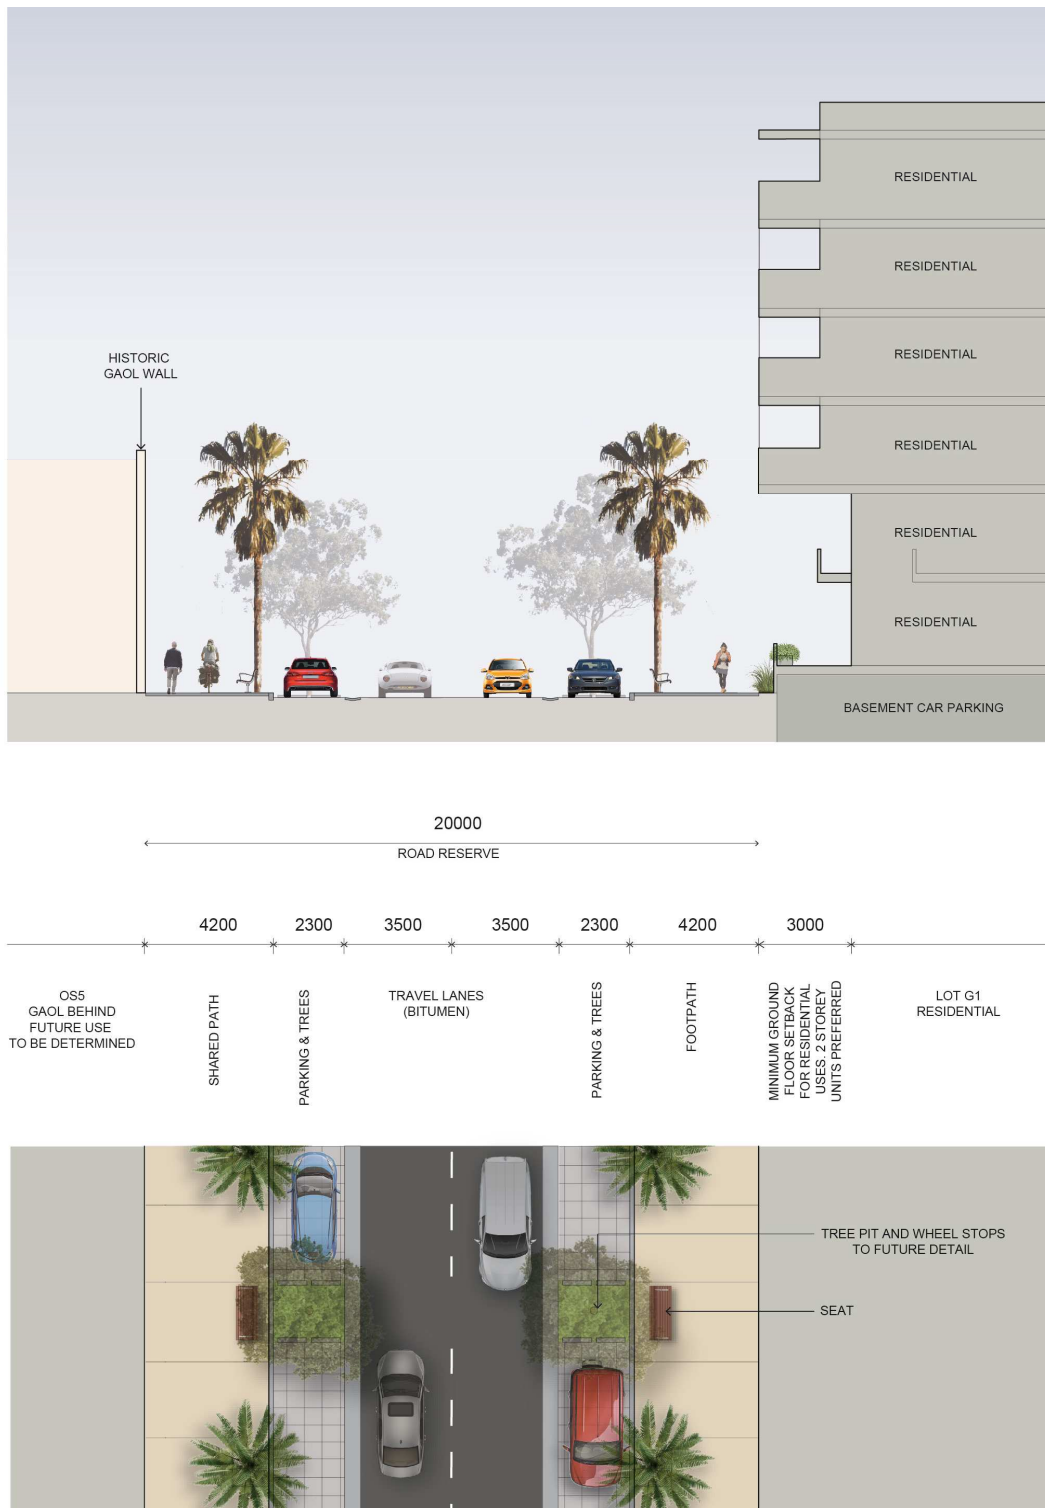 RESIDENTIAL
RESIDENTIAL
RESIDENTIAL
HISTORIC
GAOL WALL
RESIDENTIAL
RESIDENTIAL
RESIDENTIAL
BASEMENT CAR PARKING
20000
ROAD RESERVE
4200
2300
3500
3500
2300
4200
3000
OS5
GAOL BEHIND
FUTURE USE
TO BE DETERMINED
SHARED PATH
PARKING & TREES
TRAVEL LANES
(BITUMEN)
PARKING & TREES
FOOTPATH
MINIMUM GROUND
FLOOR SETBACK
FOR RESIDENTIAL
USES. 2 STOREY
UNITS PREFERRED
LOT G1
RESIDENTIAL
TREE PIT AND WHEEL STOPS
TO FUTURE DETAIL
SEAT